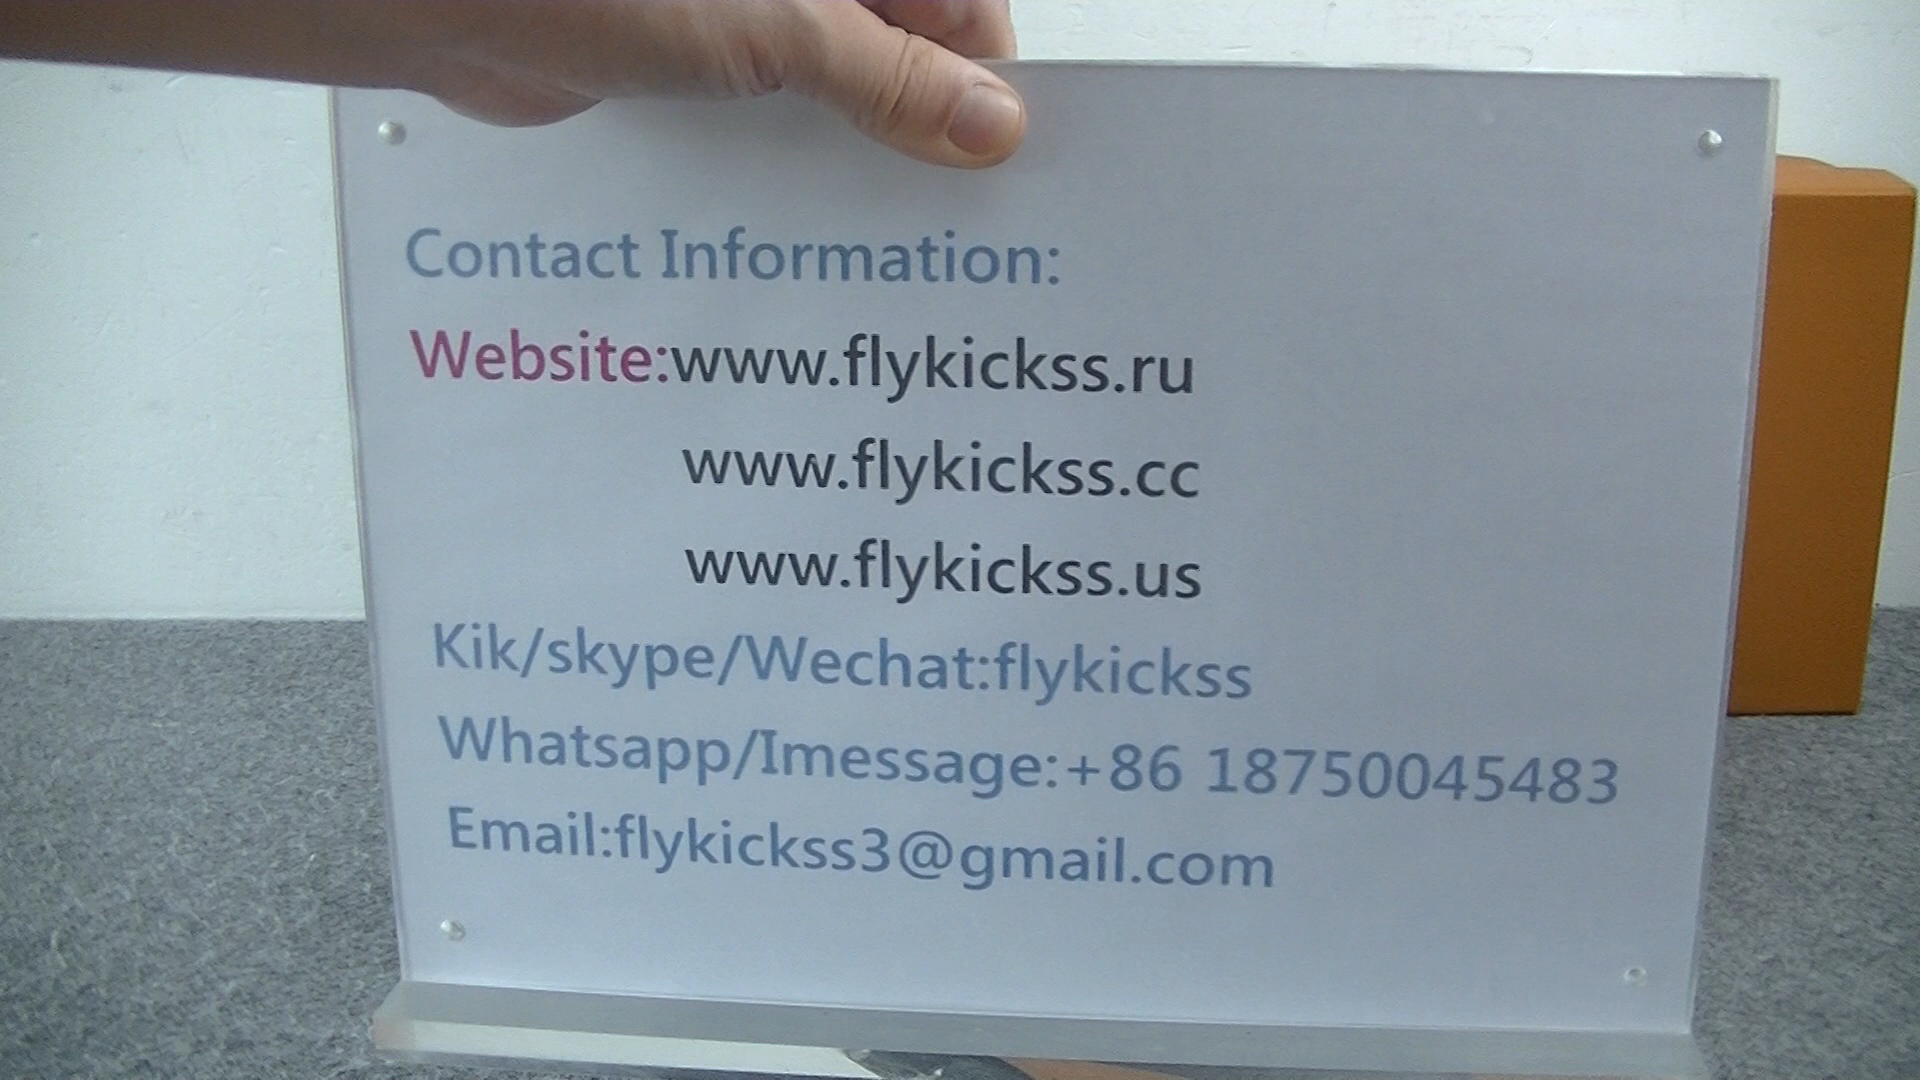 Contact Information:
Website:www.flykickss.ru
www.flykickss.cc
www.flykickss.us
Kik/skype/Wechat:flykickss
Whatsapp/Imessage:+86 18750045483
Email:flykickss3@gmail.com